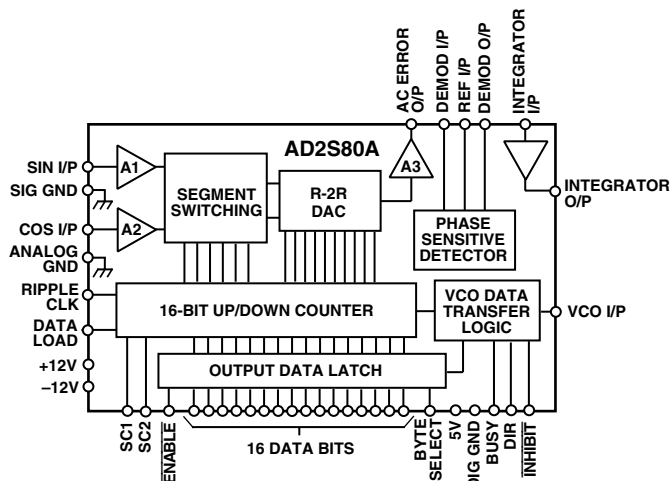 AC ERROR
O/P
DEMOD I/P
REF I/P
DEMOD O/P
INTEGRATOR
I/P
AD2S80A
SIN I/P
A1
SIG GND
SEGMENT
SWITCHING
R-2R
DAC
A3
INTEGRATOR
O/P
COS I/P
A2
PHASE
SENSITIVE
DETECTOR
ANALOG
GND
RIPPLE
CLK
16-BIT UP/DOWN COUNTER
VCO DATA
TRANSFER
LOGIC
VCO I/P
DATA
LOAD
OUTPUT DATA LATCH
+12V
–12V
SC1
SC2
ENABLE
16 DATA BITS
BYTE
SELECT
5V
DIG GND
BUSY
DIR
INHIBIT